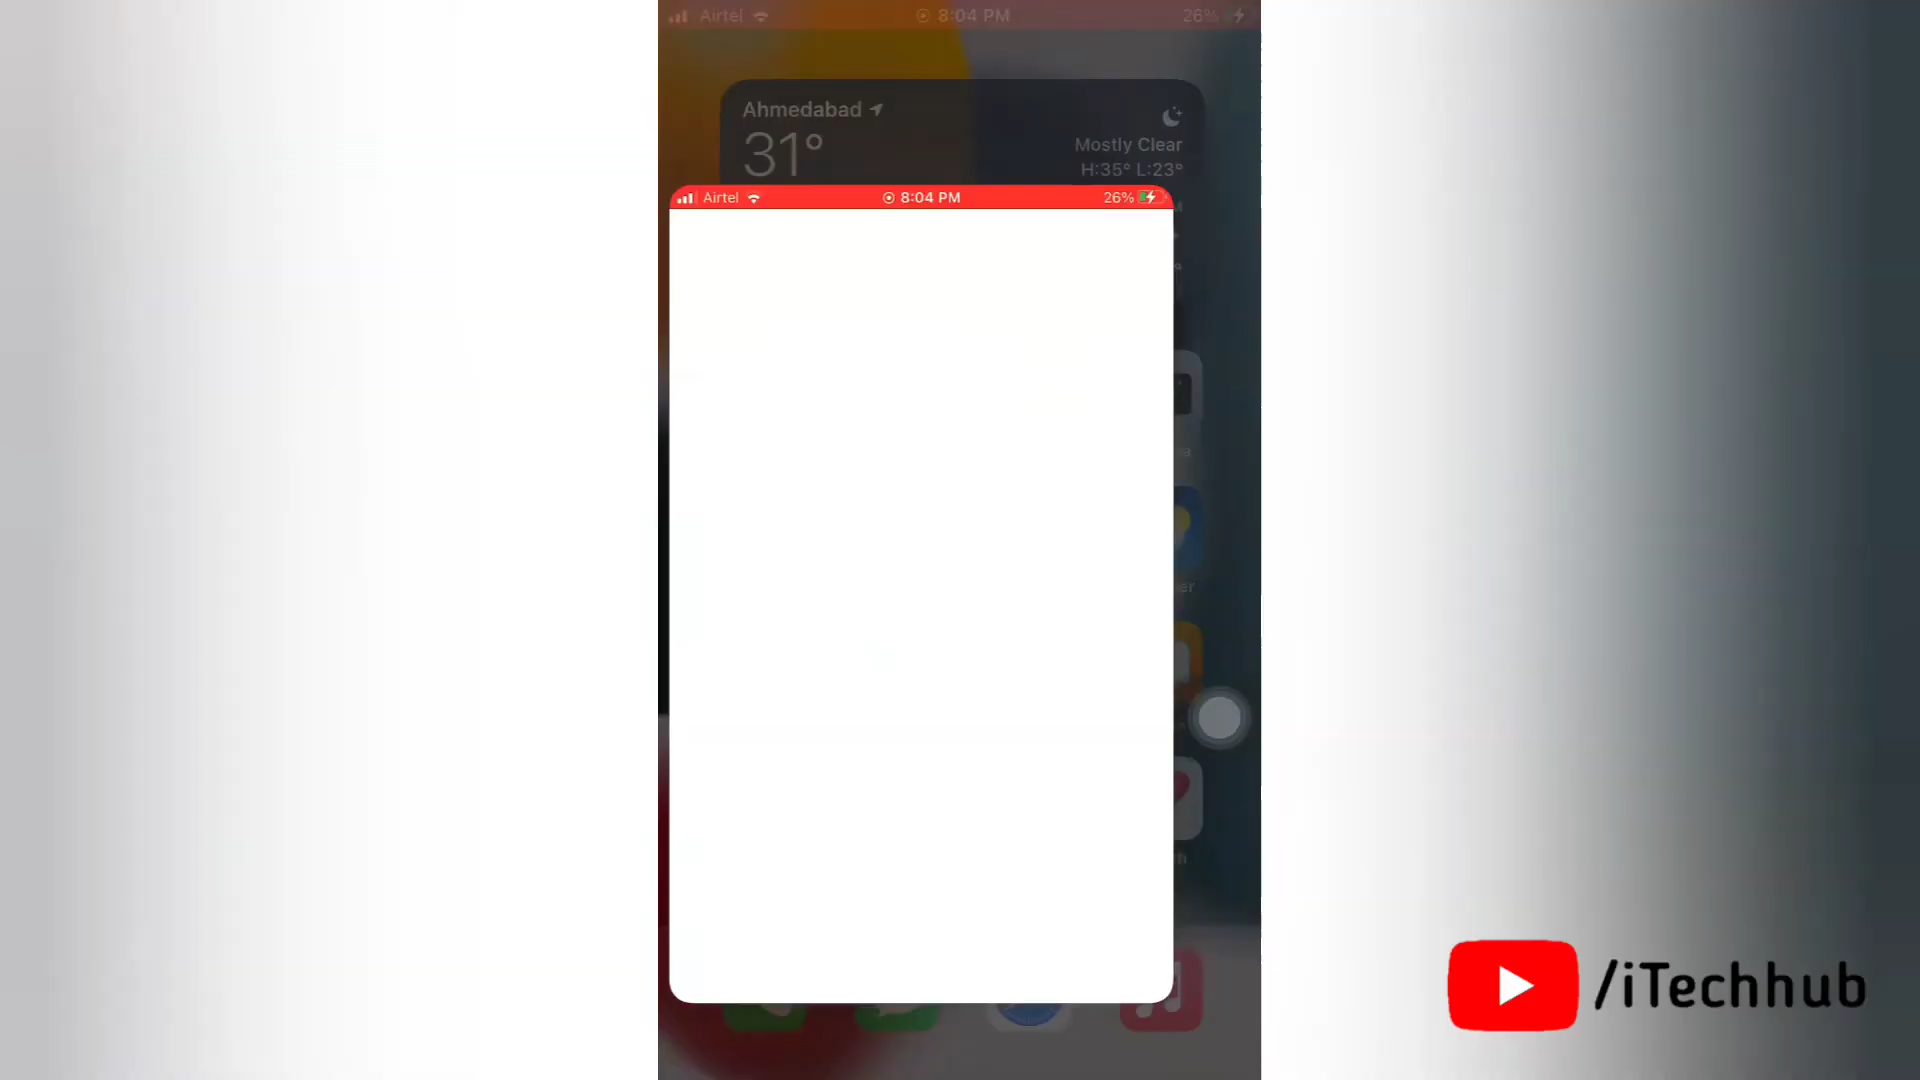 Airtel 8:04 PM 26%
Ahmedabad
31°
Mostly Clear
H:35° L:23°
Airtel 8:04 PM 26%
/iTechhub